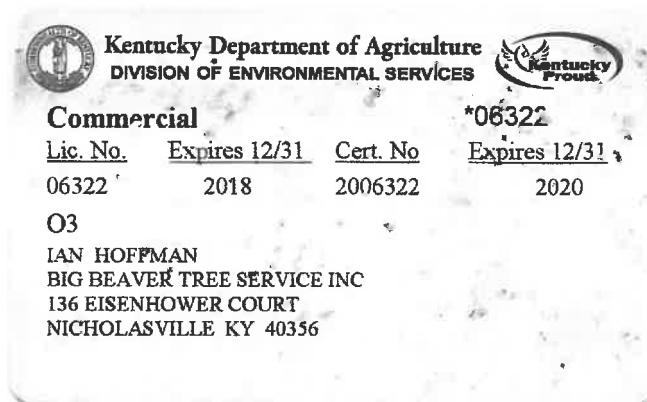 Kentucky Department of Agriculture
DIVISION OF ENVIRONMENTAL SERVICES
Kentucky Proud
Commercial *06322
Lic. No. Expires 12/31 Cert. No Expires 12/31
06322 2018 2006322 2020
O3
IAN HOFFMAN
BIG BEAVER TREE SERVICE INC
136 EISENHOWER COURT
NICHOLASVILLE KY 40356